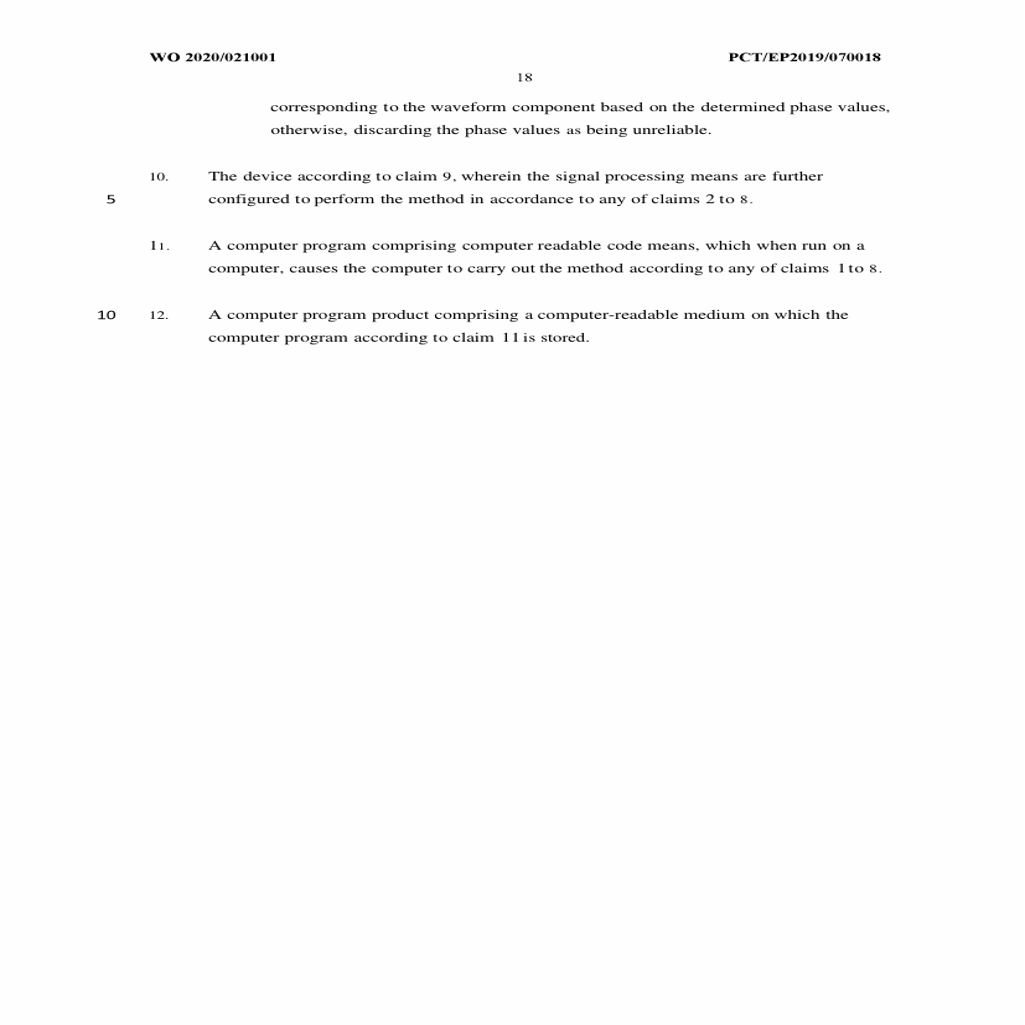 WO 2020/021001 PCT/EP2019/070018
18
corresponding to the waveform component based on the determined phase values,
otherwise, discarding the phase values as being unreliable.
10. The device according to claim 9, wherein the signal processing means are further
5 configured to perform the method in accordance to any of claims 2 to 8.
11. A computer program comprising computer readable code means, which when run on a
computer, causes the computer to carry out the method according to any of claims 1 to 8.
10 12. A computer program product comprising a computer-readable medium on which the
computer program according to claim 11 is stored.